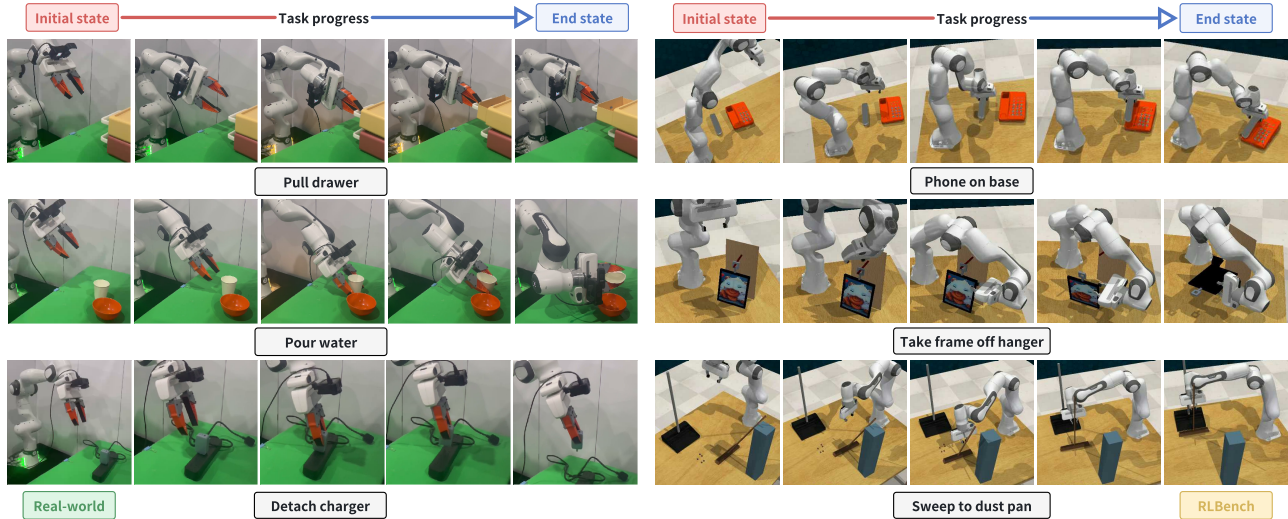 Initial state
Task progress
End state
Initial state
Task progress
End state
Pull drawer
Phone on base
Pour water
Take frame off hanger
Real-world
Detach charger
Sweep to dust pan
RLBench